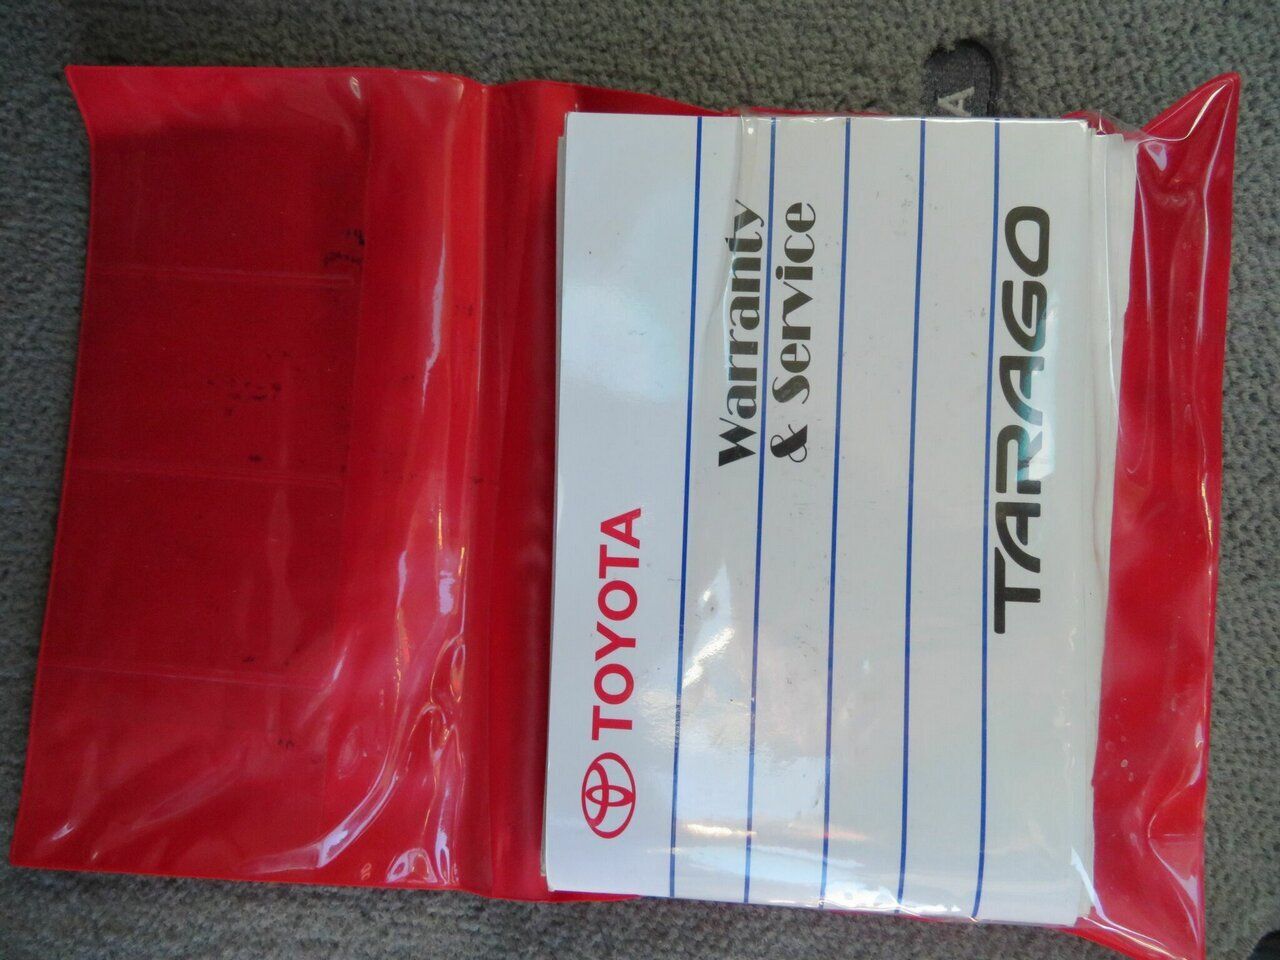 TOYOTA
Warranty
& Service
TARAGO
A